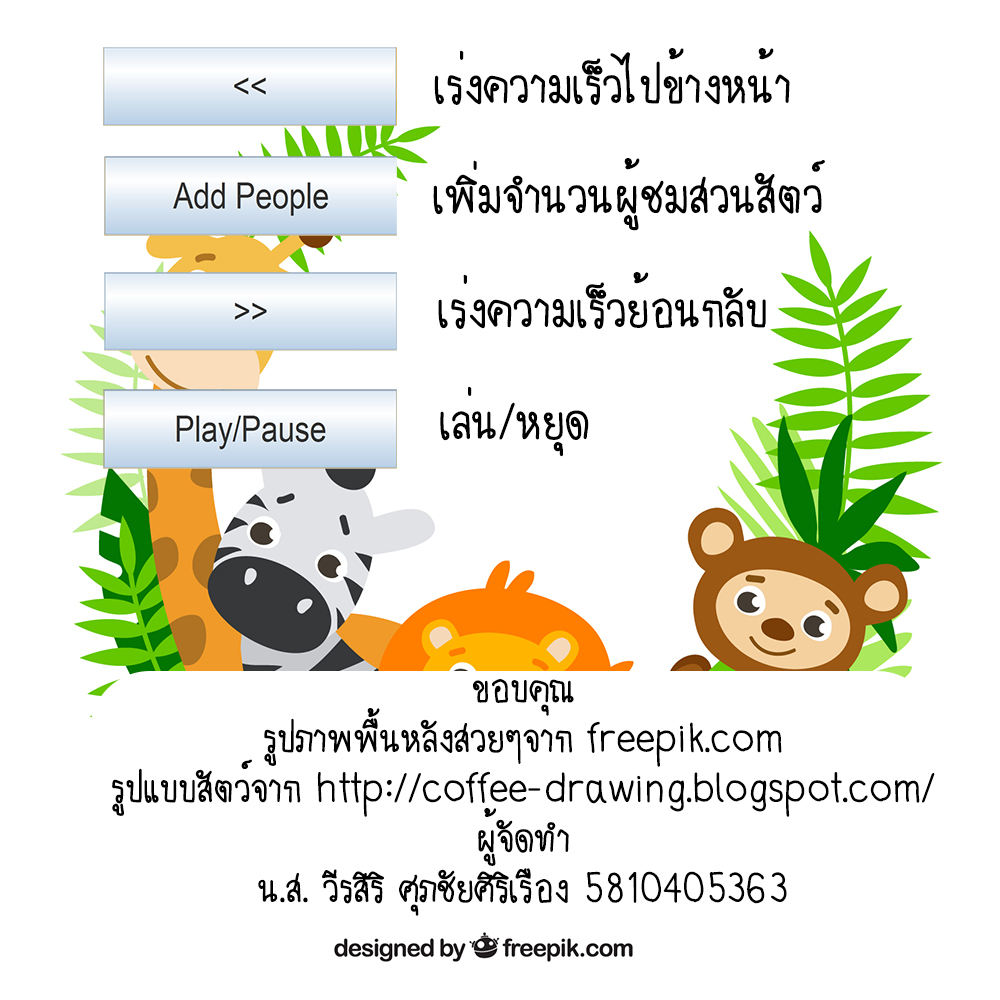 << เร่งความเร็วไปข้างหน้า
Add People เพิ่มจำนวนผู้ชมสวนสัตว์
>> เร่งความเร็วย้อนกลับ
Play/Pause เล่น/หยุด
ขอบคุณ
รูปภาพพื้นหลังสวยๆจาก freepik.com
รูปแบบสัตว์จาก http://coffee-drawing.blogspot.com/
ผู้จัดทำ
น.ส. วีรสิริ ศุภชัยศิริเรือง 5810405363
designed by freepik.com